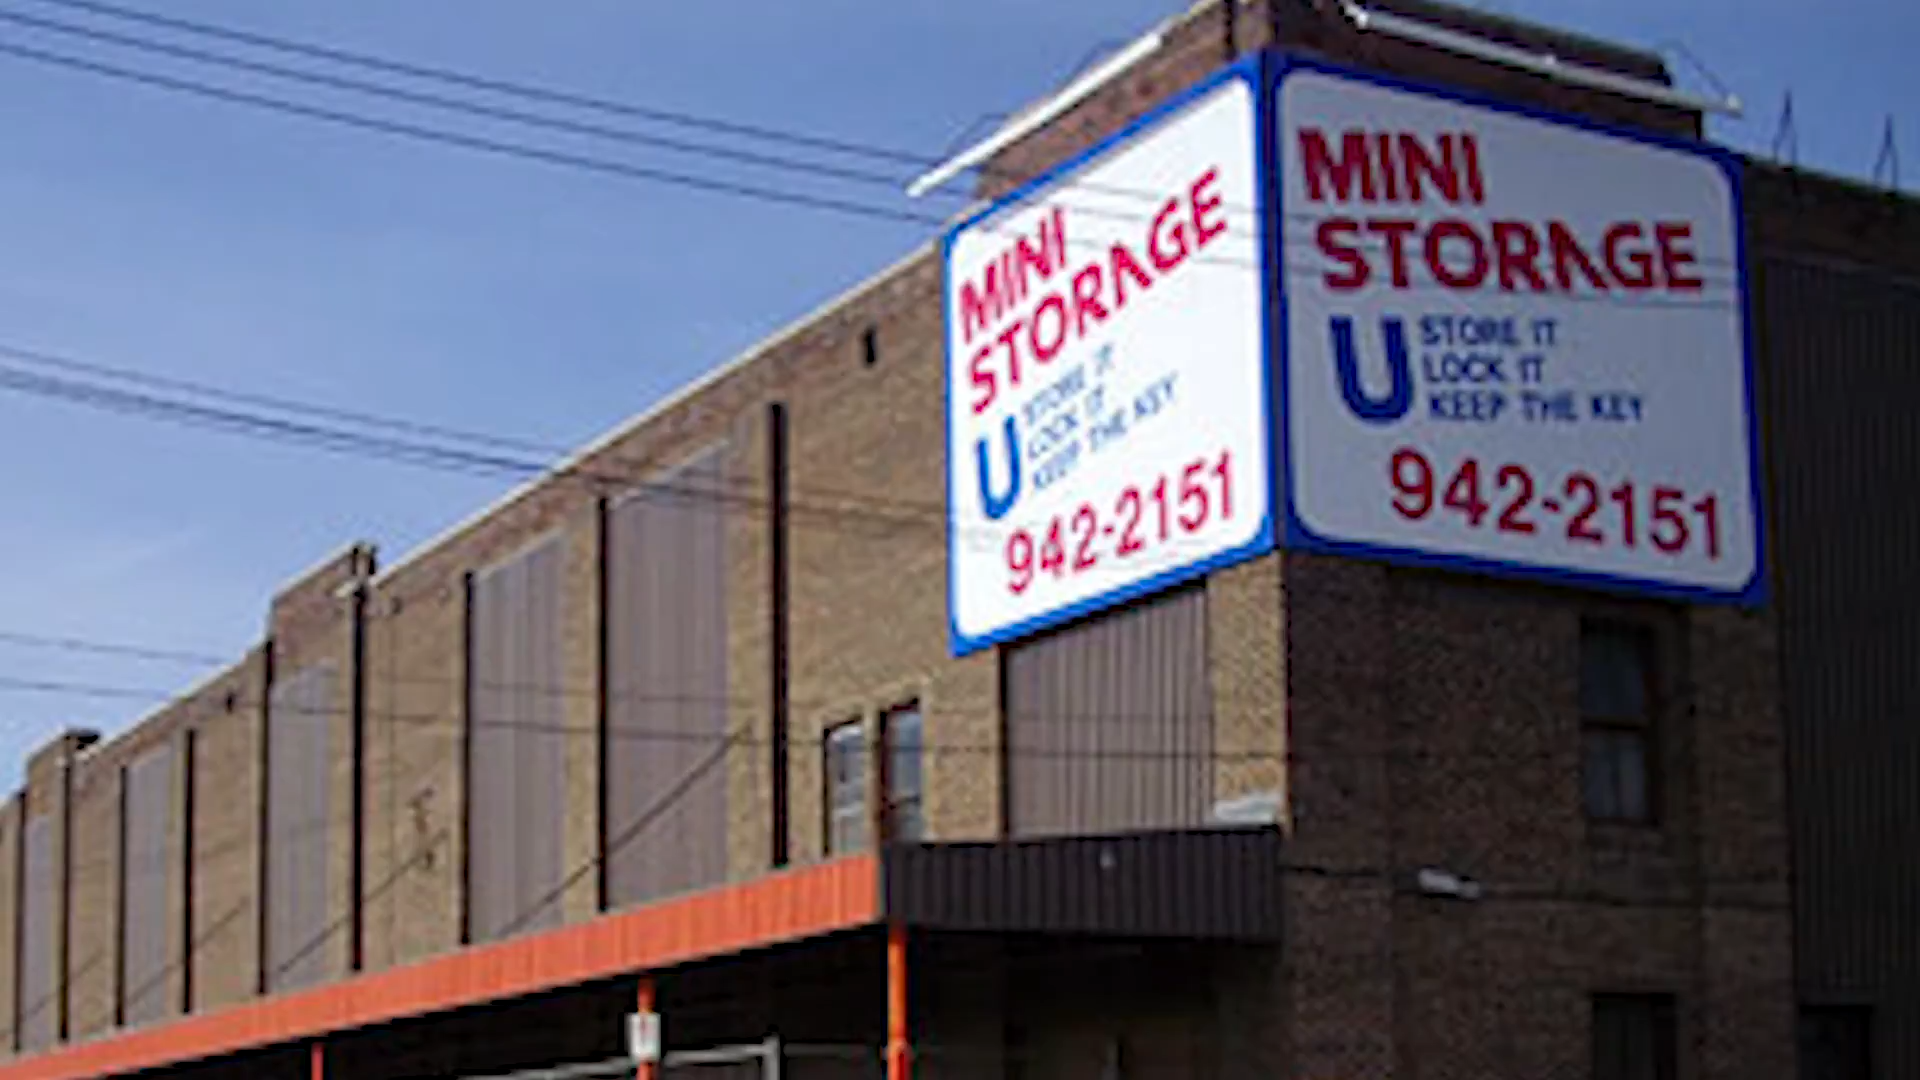 MINI
STORAGE
U STORE IT
LOCK IT
KEEP THE KEY
942-2151
MINI
STORAGE
U STORE IT
LOCK IT
KEEP THE KEY
942-2151